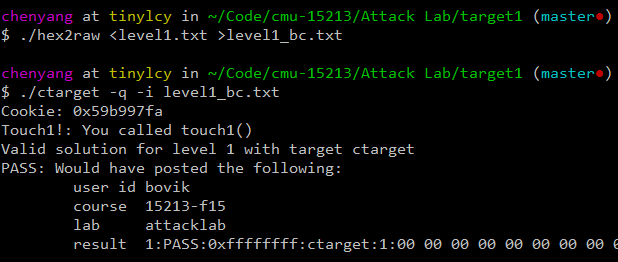 chenyang at tinylcy in ~/Code/cmu-15213/Attack Lab/target1 (master●)
$ ./hex2raw <level1.txt >level1_bc.txt
chenyang at tinylcy in ~/Code/cmu-15213/Attack Lab/target1 (master●)
$ ./ctarget -q -i level1_bc.txt
Cookie: 0x59b997fa
Touch1!: You called touch1()
Valid solution for level 1 with target ctarget
PASS: Would have posted the following:
user id bovik
course 15213-f15
lab attacklab
result 1:PASS:0xffffffff:ctarget:1:00 00 00 00 00 00 00 00 00